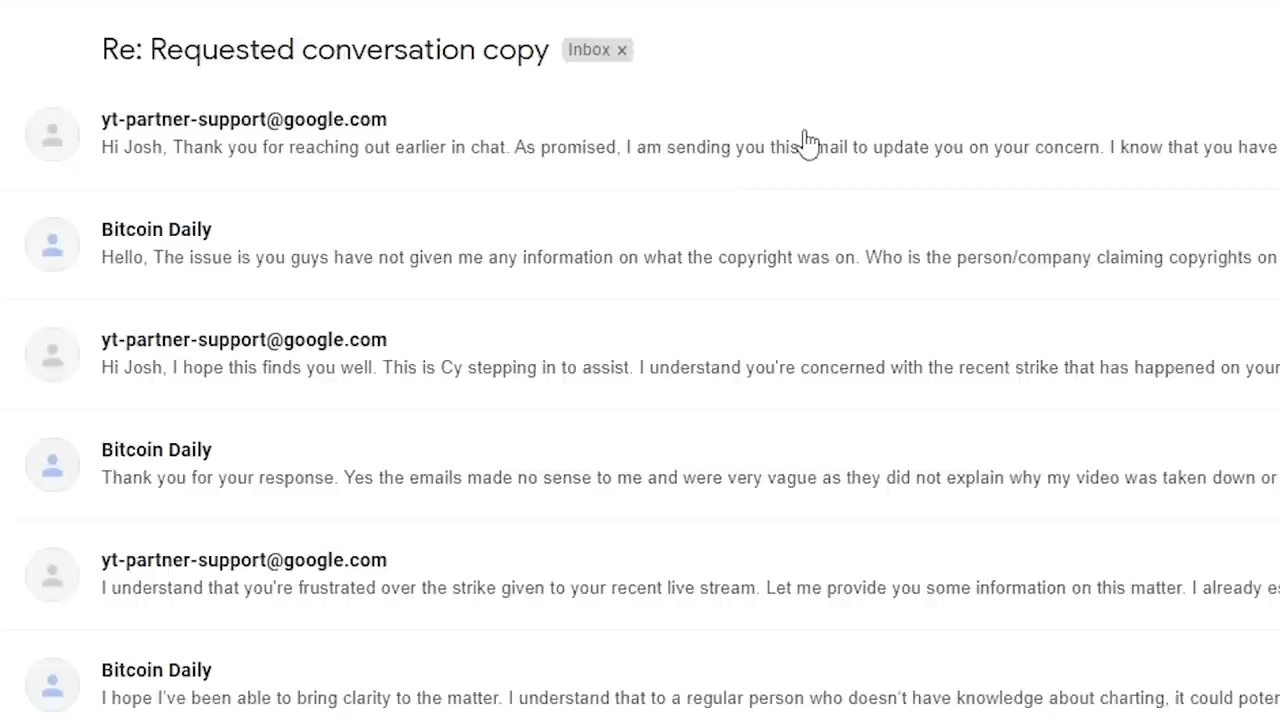 Re: Requested conversation copy Inbox x
yt-partner-support@google.com
Hi Josh, Thank you for reaching out earlier in chat. As promised, I am sending you this mail to update you on your concern. I know that you have
Bitcoin Daily
Hello, The issue is you guys have not given me any information on what the copyright was on. Who is the person/company claiming copyrights on
yt-partner-support@google.com
Hi Josh, I hope this finds you well. This is Cy stepping in to assist. I understand you're concerned with the recent strike that has happened on your
Bitcoin Daily
Thank you for your response. Yes the emails made no sense to me and were very vague as they did not explain why my video was taken down or
yt-partner-support@google.com
I understand that you're frustrated over the strike given to your recent live stream. Let me provide you some information on this matter. I already
Bitcoin Daily
I hope I've been able to bring clarity to the matter. I understand that to a regular person who doesn't have knowledge about charting, it could